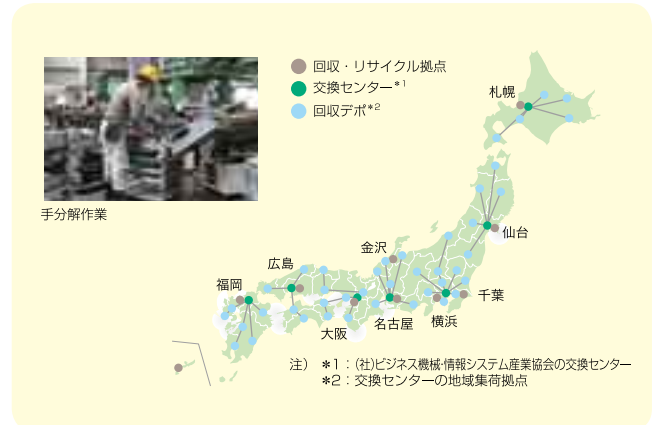 回収・リサイクル拠点
交換センター*1
回収デポ*2
手分解作業
札幌
仙台
金沢
広島
福岡
千葉
横浜
名古屋
大阪
注） *1：(社)ビジネス機械・情報システム産業協会の交換センター
*2：交換センターの地域集荷拠点